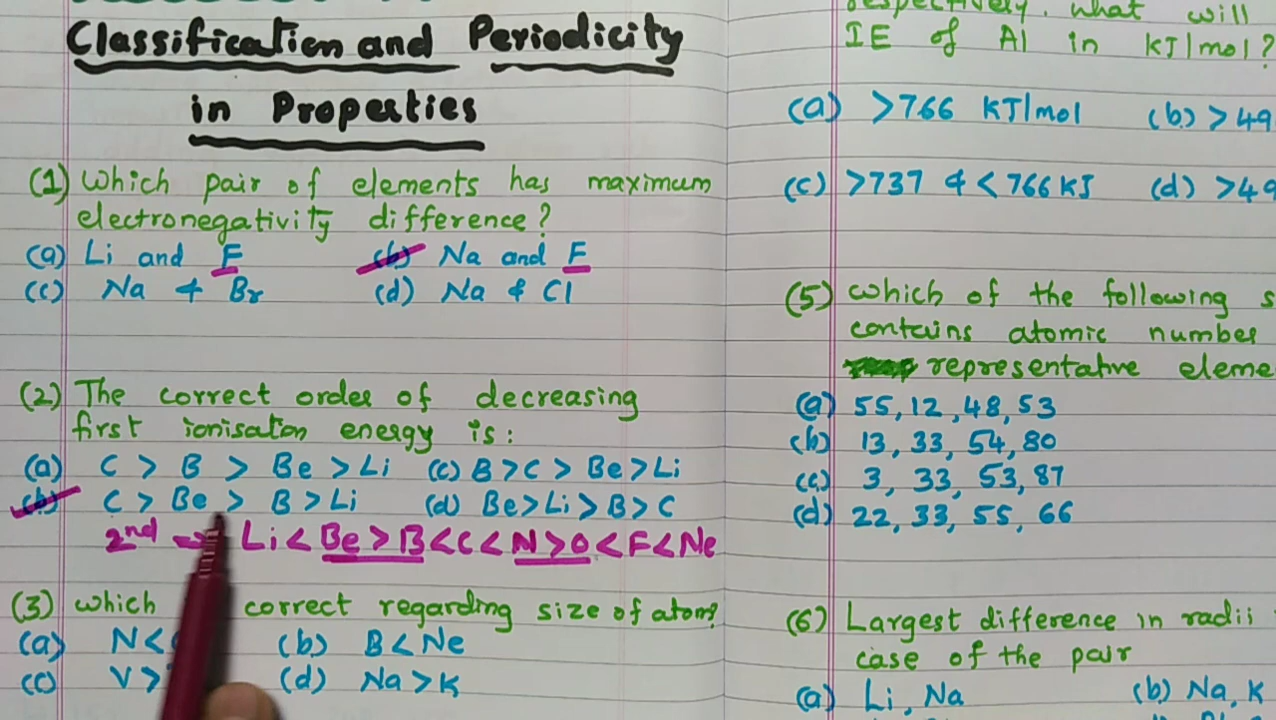 Classification and Periodicity
in Properties
(1) Which pair of elements has maximum
electronegativity difference?
(a) Li and F (b) Na and F
(c) Na & Br (d) Na & Cl
(2) The correct order of decreasing
first ionisation energy is:
(a) C > B > Be > Li (c) B > C > Be > Li
(b) C > Be > B > Li (d) Be > Li > B > C
2nd → Li < Be > B < C < N > O < F < Ne
(3) which correct regarding size of atom?
(a) N < (b) B < Ne
(c) V > (d) Na > K
respectively. what will
IE of Al in KJ/mol?
(a) >766 KJ/mol (b) >49
(c) >737 & <766 KJ (d) >49
(5) Which of the following s
contains atomic number
representative eleme
(a) 55, 12, 48, 53
(b) 13, 33, 54, 80
(c) 3, 33, 53, 87
(d) 22, 33, 55, 66
(6) Largest difference in radii
case of the pair
(a) Li, Na (b) Na, K